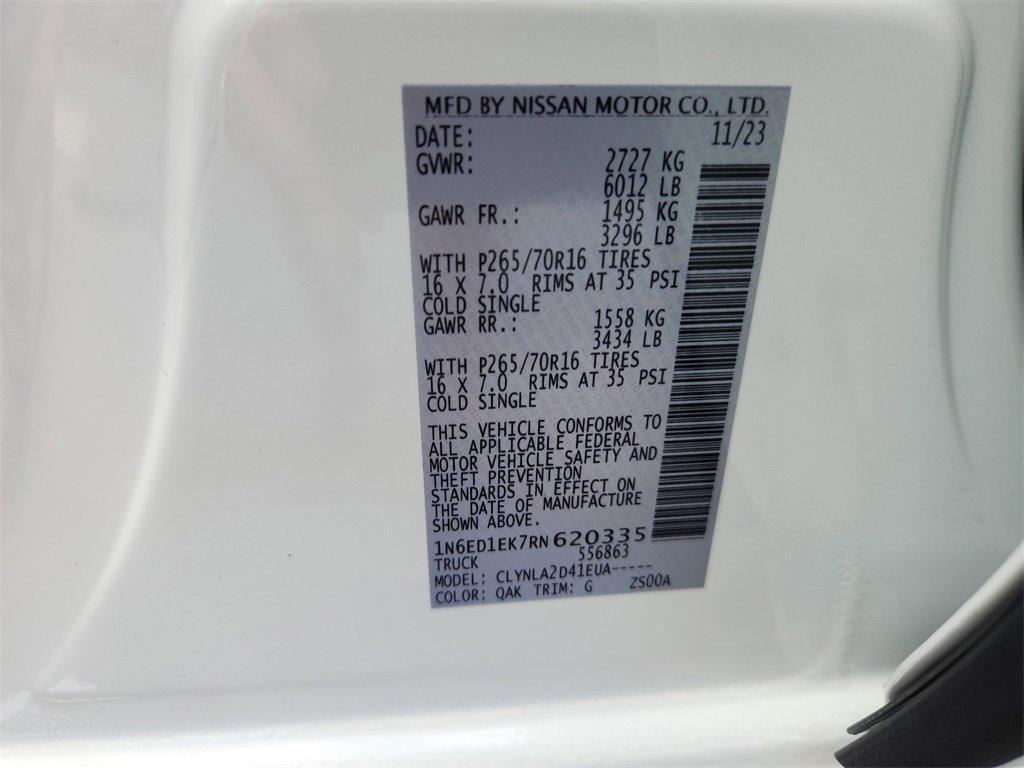 MFD BY NISSAN MOTOR CO., LTD.
DATE: 11/23
GVWR: 2727 KG
6012 LB
GAWR FR.: 1495 KG
3296 LB
WITH P265/70R16 TIRES
16 X 7.0 RIMS AT 35 PSI
COLD SINGLE
GAWR RR.: 1558 KG
3434 LB
WITH P265/70R16 TIRES
16 X 7.0 RIMS AT 35 PSI
COLD SINGLE
THIS VEHICLE CONFORMS TO
ALL APPLICABLE FEDERAL
MOTOR VEHICLE SAFETY AND
THEFT PREVENTION
STANDARDS IN EFFECT ON
THE DATE OF MANUFACTURE
SHOWN ABOVE.
1N6ED1EK7RN620335
TRUCK 556863
MODEL: CLYNLA2D41EUA-----
COLOR: QAK TRIM: G ZS00A